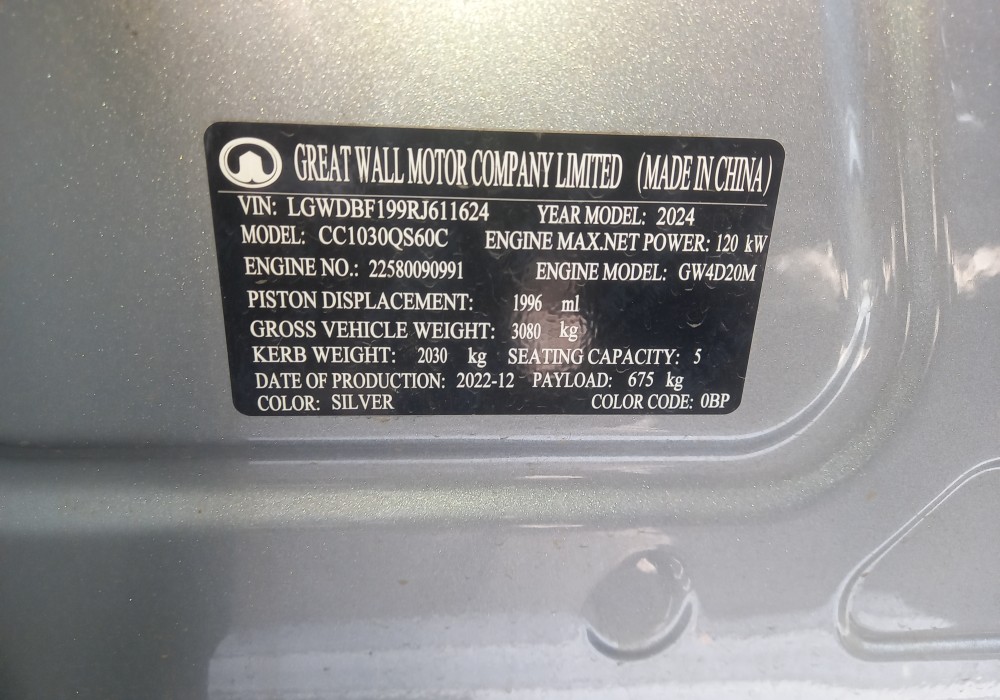 GREAT WALL MOTOR COMPANY LIMITED (MADE IN CHINA)
VIN: LGWDBF199RJ611624 YEAR MODEL: 2024
MODEL: CC1030QS60C ENGINE MAX.NET POWER: 120 kW
ENGINE NO.: 22580090991 ENGINE MODEL: GW4D20M
PISTON DISPLACEMENT: 1996 ml
GROSS VEHICLE WEIGHT: 3080 kg
KERB WEIGHT: 2030 kg SEATING CAPACITY: 5
DATE OF PRODUCTION: 2022-12 PAYLOAD: 675 kg
COLOR: SILVER COLOR CODE: 0BP